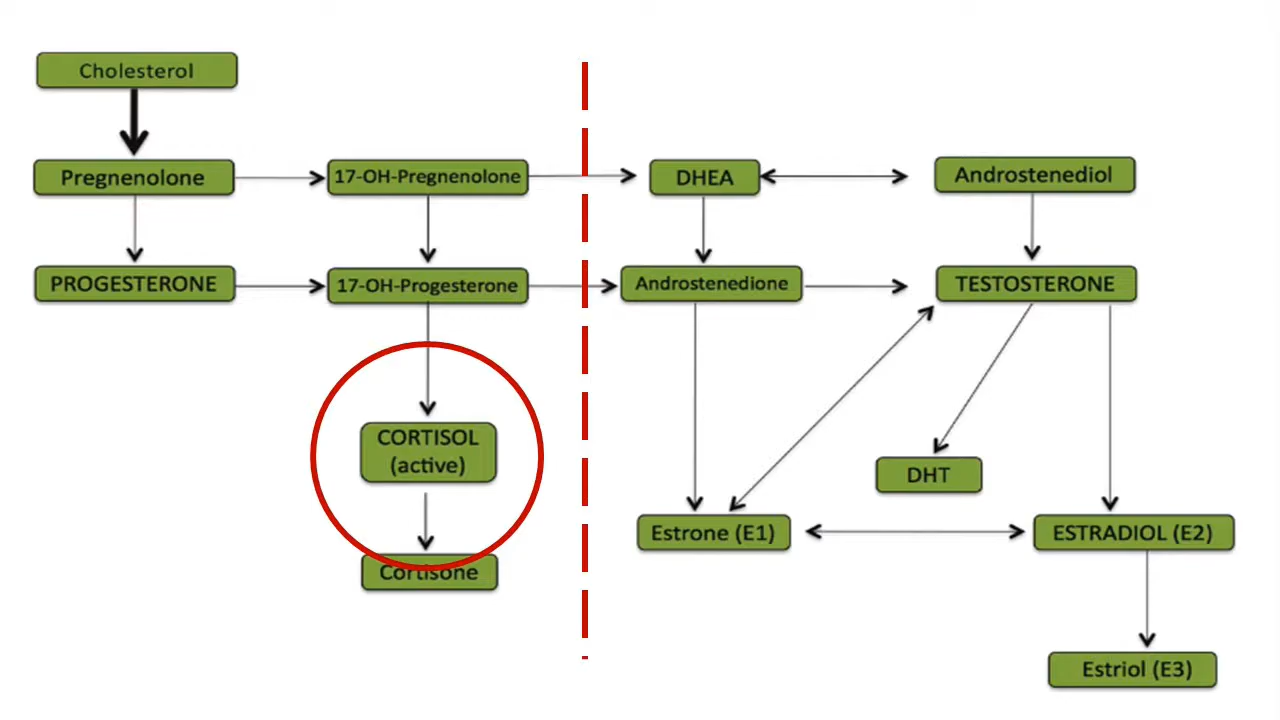 Cholesterol
Pregnenolone
17-OH-Pregnenolone
DHEA
Androstenediol
PROGESTERONE
17-OH-Progesterone
Androstenedione
TESTOSTERONE
CORTISOL
(active)
DHT
Estrone (E1)
ESTRADIOL (E2)
Cortisone
Estriol (E3)